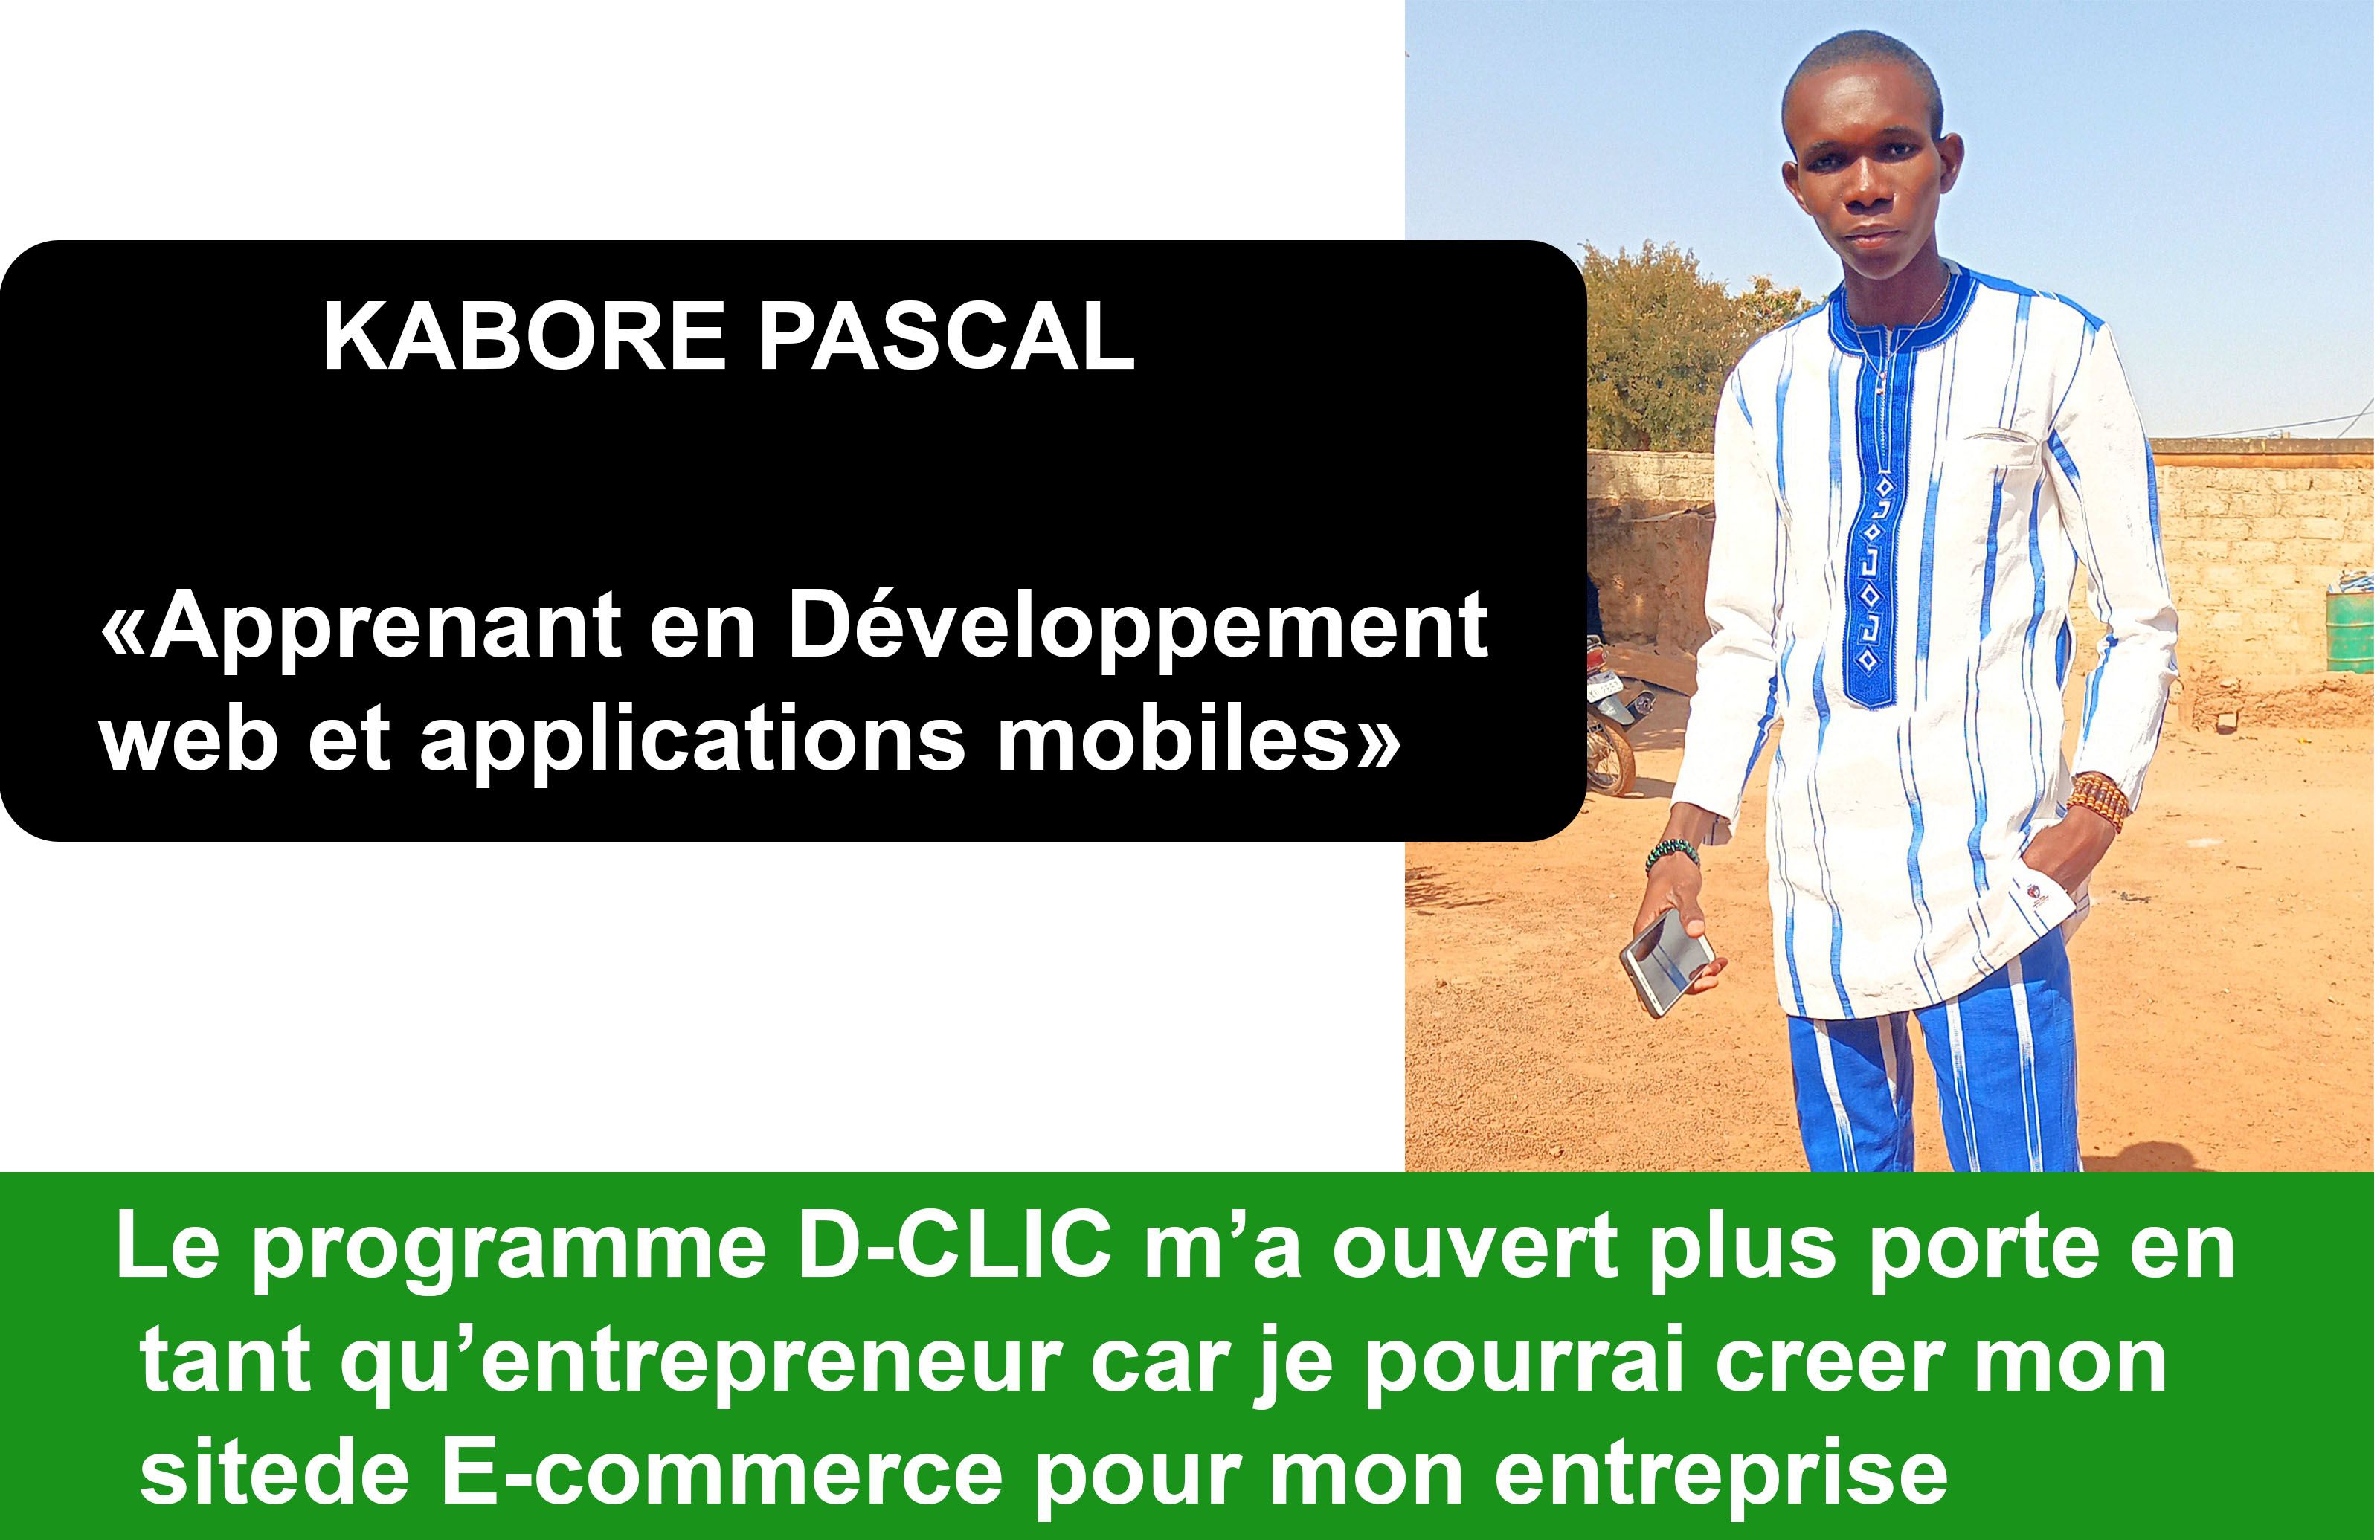 KABORE PASCAL
«Apprenant en Développement
web et applications mobiles»
Le programme D-CLIC m’a ouvert plus porte en
tant qu’entrepreneur car je pourrai creer mon
sitede E-commerce pour mon entreprise